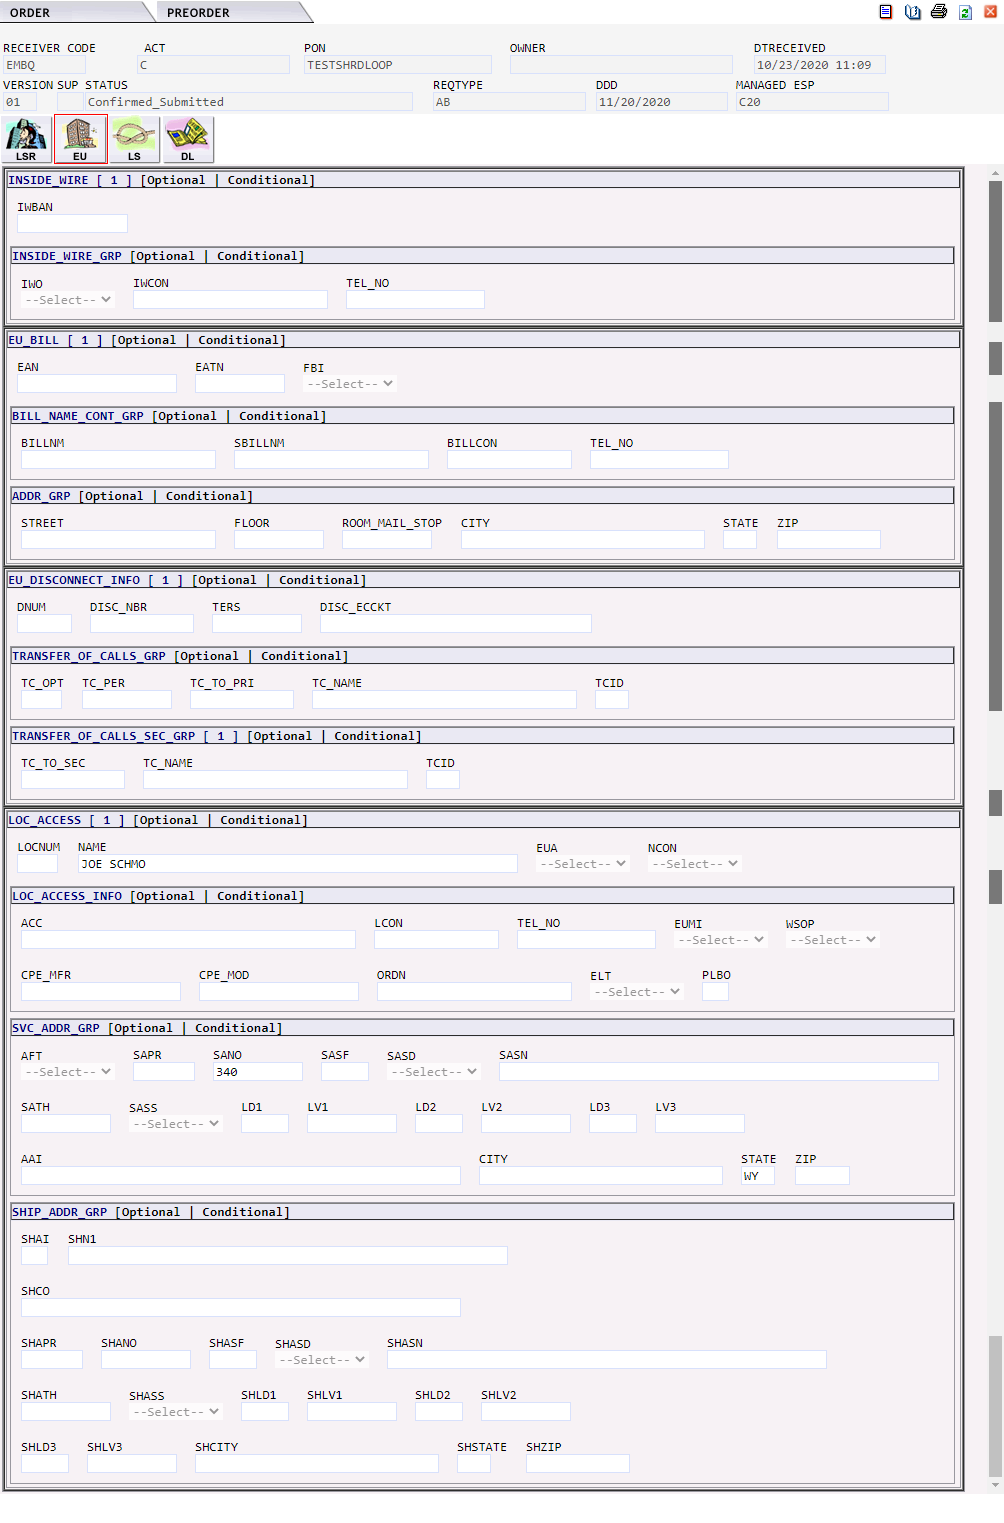 ORDER PREORDER
RECEIVER CODE ACT PON OWNER DTRECEIVED
EMBQ C TESTSHRDLOOP 10/23/2020 11:09
VERSION SUP STATUS REQTYPE DDD MANAGED ESP
01 Confirmed_Submitted AB 11/20/2020 C20
LSR EU LS DL
INSIDE_WIRE [ 1 ] [Optional | Conditional]
IWBAN
INSIDE_WIRE_GRP [Optional | Conditional]
IWO IWCON TEL_NO
--Select--
EU_BILL [ 1 ] [Optional | Conditional]
EAN EATN FBI
--Select--
BILL_NAME_CONT_GRP [Optional | Conditional]
BILLNM SBILLNM BILLCON TEL_NO
ADDR_GRP [Optional | Conditional]
STREET FLOOR ROOM_MAIL_STOP CITY STATE ZIP
EU_DISCONNECT_INFO [ 1 ] [Optional | Conditional]
DNUM DISC_NBR TERS DISC_ECCKT
TRANSFER_OF_CALLS_GRP [Optional | Conditional]
TC_OPT TC_PER TC_TO_PRI TC_NAME TCID
TRANSFER_OF_CALLS_SEC_GRP [ 1 ] [Optional | Conditional]
TC_TO_SEC TC_NAME TCID
LOC_ACCESS [ 1 ] [Optional | Conditional]
LOCNUM NAME EUA NCON
JOE SCHMO --Select-- --Select--
LOC_ACCESS_INFO [Optional | Conditional]
ACC LCON TEL_NO EUMI WSOP
--Select-- --Select--
CPE_MFR CPE_MOD ORDN ELT PLBO
--Select--
SVC_ADDR_GRP [Optional | Conditional]
AFT SAPR SANO SASF SASD SASN
--Select-- 340 --Select--
SATH SASS LD1 LV1 LD2 LV2 LD3 LV3
--Select--
AAI CITY STATE ZIP
WY
SHIP_ADDR_GRP [Optional | Conditional]
SHAI SHN1
SHCO
SHAPR SHANO SHASF SHASD SHASN
--Select--
SHATH SHASS SHLD1 SHLV1 SHLD2 SHLV2
--Select--
SHLD3 SHLV3 SHCITY SHSTATE SHZIP